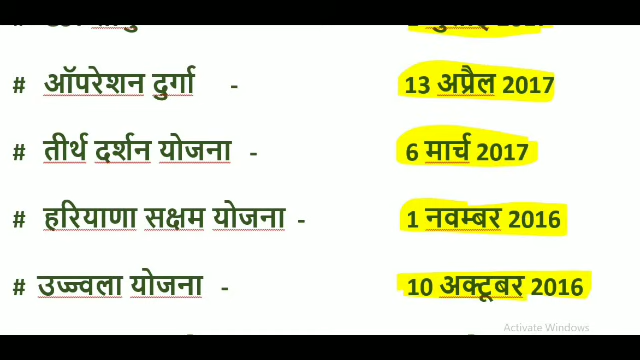 # ऑपरेशन दुर्गा - 13 अप्रैल 2017
# तीर्थ दर्शन योजना - 6 मार्च 2017
# हरियाणा सक्षम योजना - 1 नवम्बर 2016
# उज्ज्वला योजना - 10 अक्टूबर 2016
Activate Windows